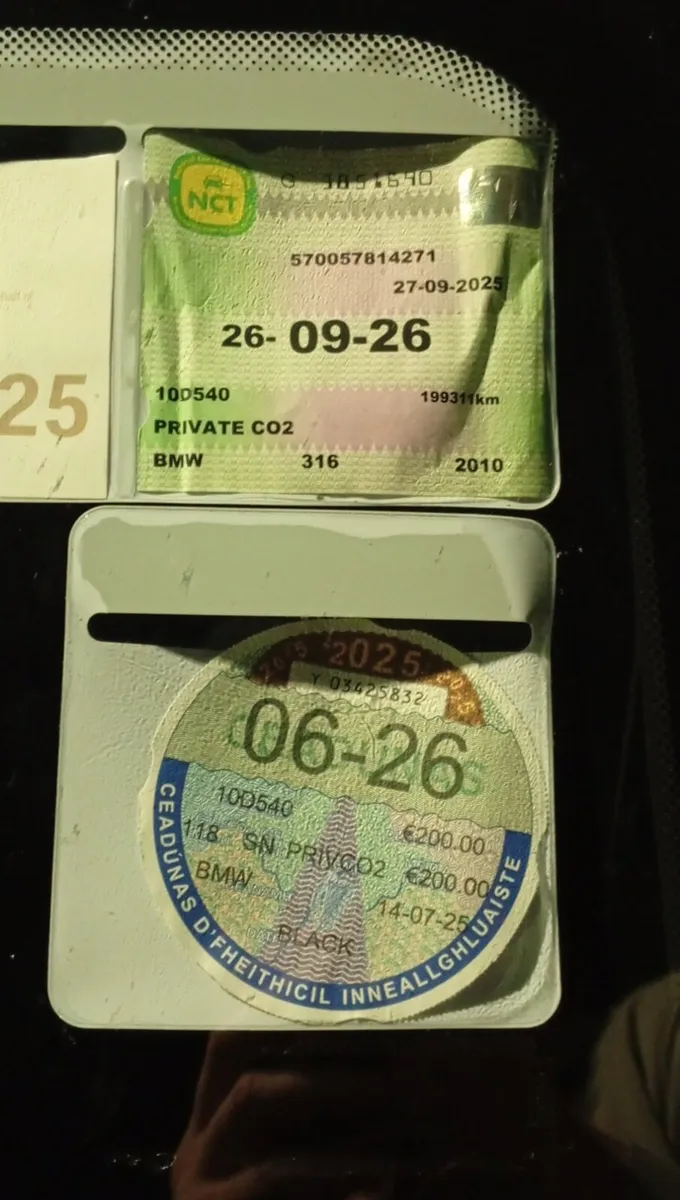 25
NCT
570057814271
27-09-2025
26- 09-26
10D540 199311km
PRIVATE CO2
BMW 316 2010
2025
Y 03425832
06-26
10D540
€200.00
118 SN PRIVCO2 €200.00
BMW
14-07-25
BLACK
CEADÚNAS D'FHEITHICIL INNEALLGHLUAISTE